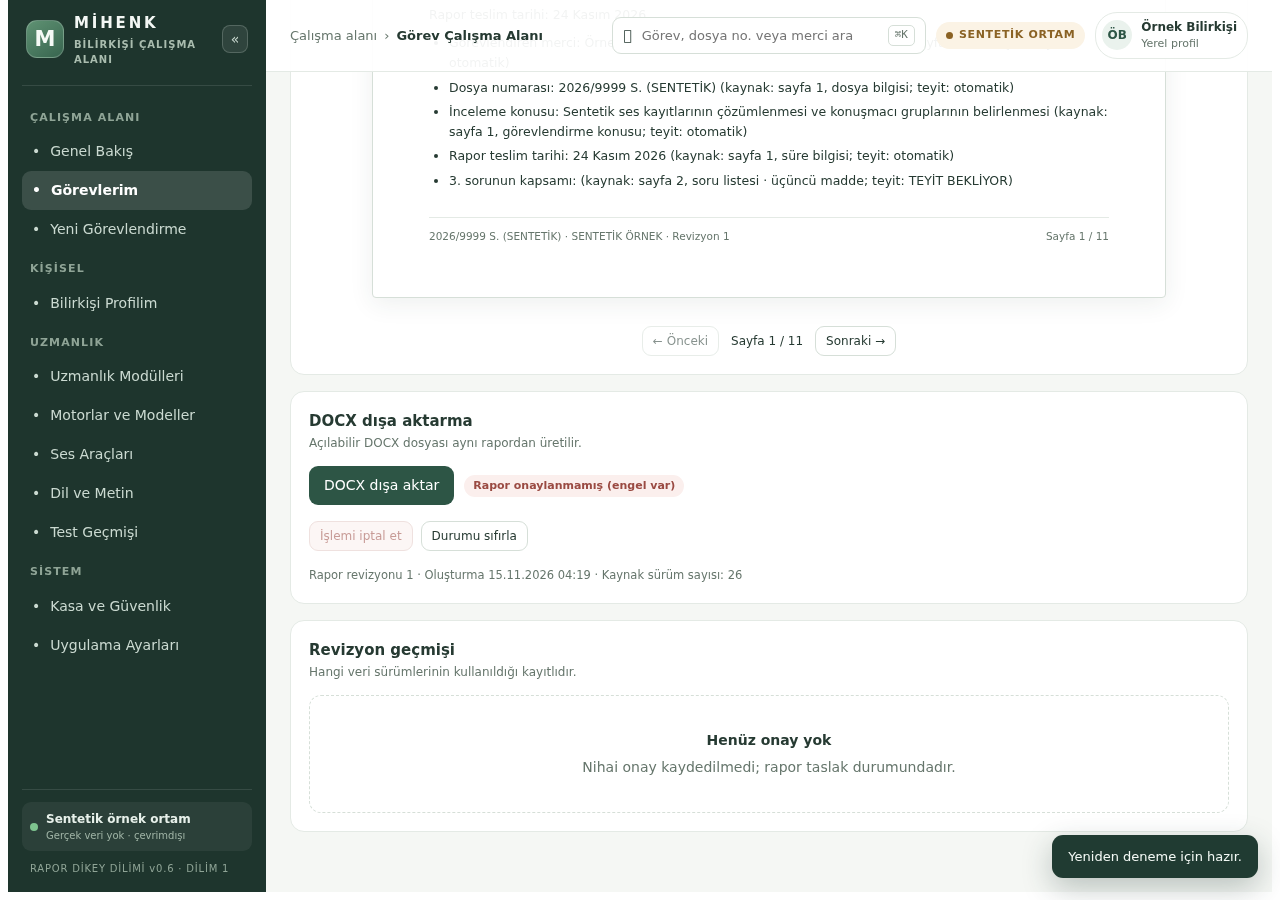 M
MİHENK
BİLİRKİŞİ ÇALIŞMA
ALANI
«
ÇALIŞMA ALANI
• Genel Bakış
• Görevlerim
• Yeni Görevlendirme
KİŞİSEL
• Bilirkişi Profilim
UZMANLIK
• Uzmanlık Modülleri
• Motorlar ve Modeller
• Ses Araçları
• Dil ve Metin
• Test Geçmişi
SİSTEM
• Kasa ve Güvenlik
• Uygulama Ayarları
Sentetik örnek ortam
Gerçek veri yok · çevrimdışı
RAPOR DİKEY DİLİMİ v0.6 · DİLİM 1
Çalışma alanı › Görev Çalışma Alanı
Görev, dosya no. veya merci ara
⌘K
SENTETİK ORTAM
ÖB
Örnek Bilirkişi
Yerel profil
Rapor teslim tarihi: 24 Kasım 2026
otomatik)
• Dosya numarası: 2026/9999 S. (SENTETİK) (kaynak: sayfa 1, dosya bilgisi; teyit: otomatik)
• İnceleme konusu: Sentetik ses kayıtlarının çözümlenmesi ve konuşmacı gruplarının belirlenmesi (kaynak:
sayfa 1, görevlendirme konusu; teyit: otomatik)
• Rapor teslim tarihi: 24 Kasım 2026 (kaynak: sayfa 1, süre bilgisi; teyit: otomatik)
• 3. sorunun kapsamı: (kaynak: sayfa 2, soru listesi · üçüncü madde; teyit: TEYİT BEKLİYOR)
2026/9999 S. (SENTETİK) · SENTETİK ÖRNEK · Revizyon 1
Sayfa 1 / 11
← Önceki
Sayfa 1 / 11
Sonraki →
DOCX dışa aktarma
Açılabilir DOCX dosyası aynı rapordan üretilir.
DOCX dışa aktar
Rapor onaylanmamış (engel var)
İşlemi iptal et
Durumu sıfırla
Rapor revizyonu 1 · Oluşturma 15.11.2026 04:19 · Kaynak sürüm sayısı: 26
Revizyon geçmişi
Hangi veri sürümlerinin kullanıldığı kayıtlıdır.
Henüz onay yok
Nihai onay kaydedilmedi; rapor taslak durumundadır.
Yeniden deneme için hazır.